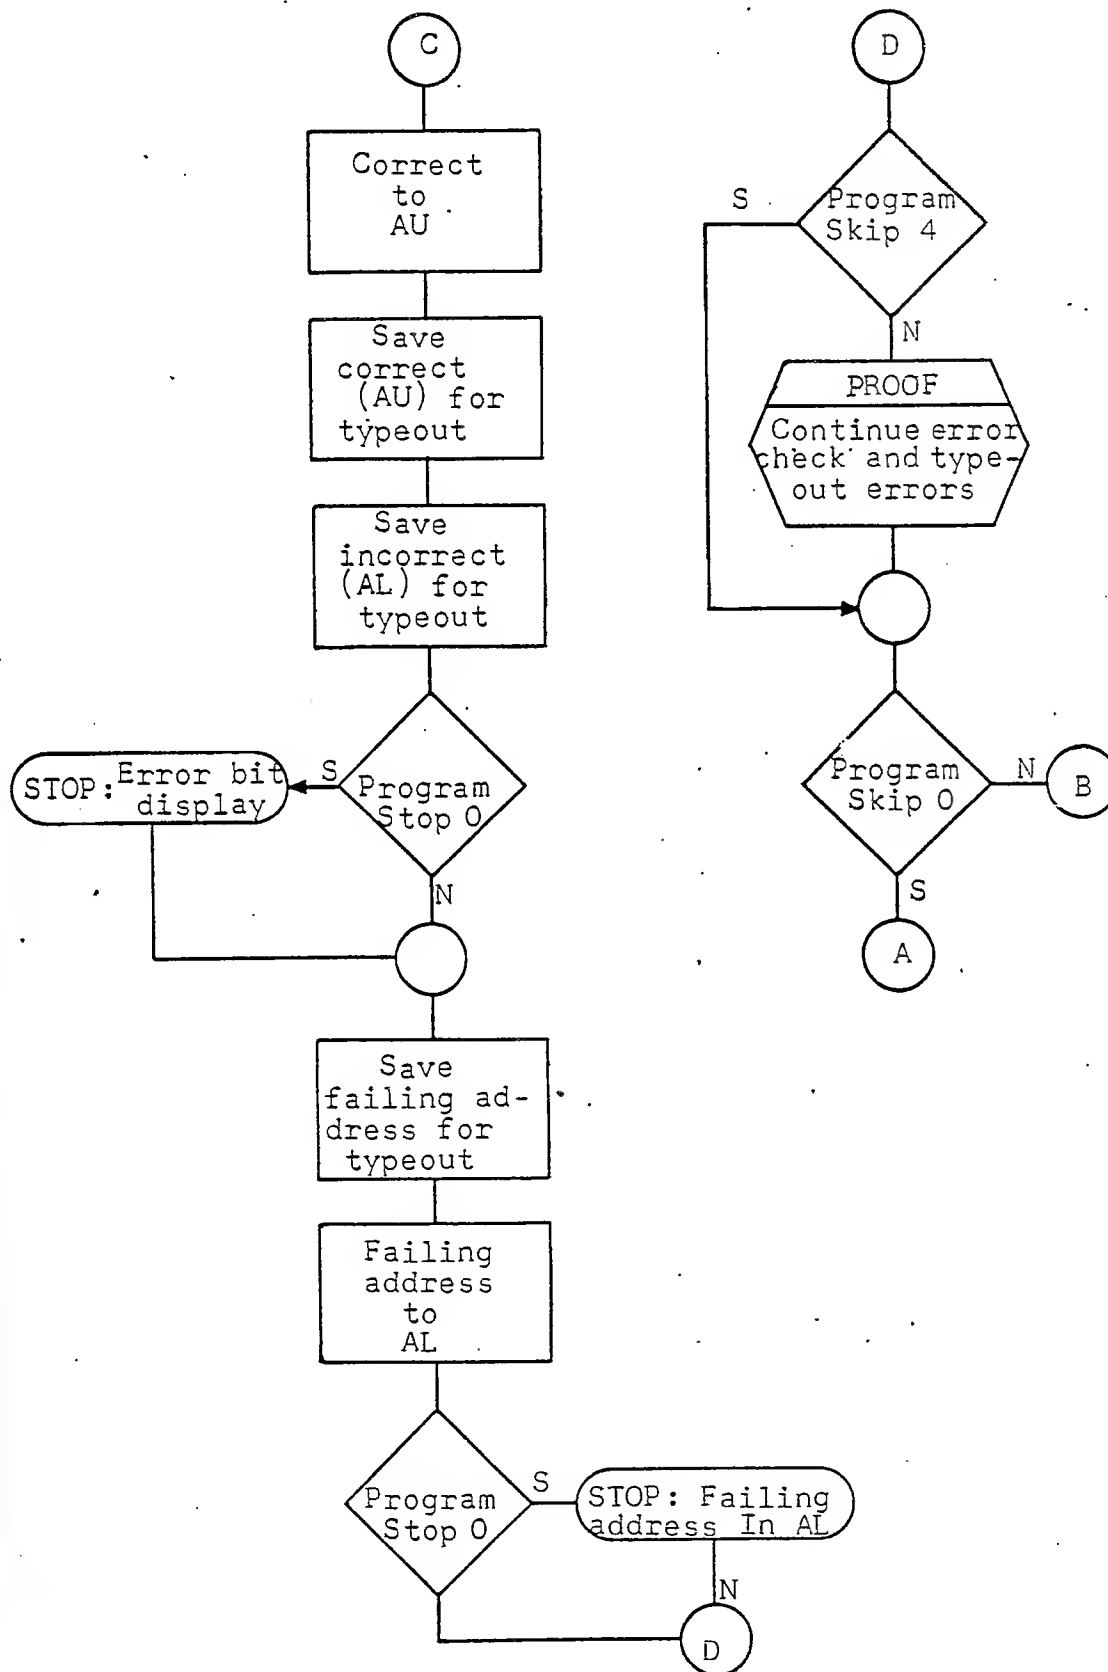 C
Correct
to
AU
Save
correct
(AU) for
typeout
Save
incorrect
(AL) for
typeout
Program
Stop 0
S
STOP: Error bit
display
N
Save
failing ad-
dress for
typeout
Failing
address
to
AL
Program
Stop 0
S
STOP: Failing
address In AL
N
D
D
Program
Skip 4
S
N
PROOF
Continue error
check and type-
out errors
Program
Skip 0
N
B
S
A